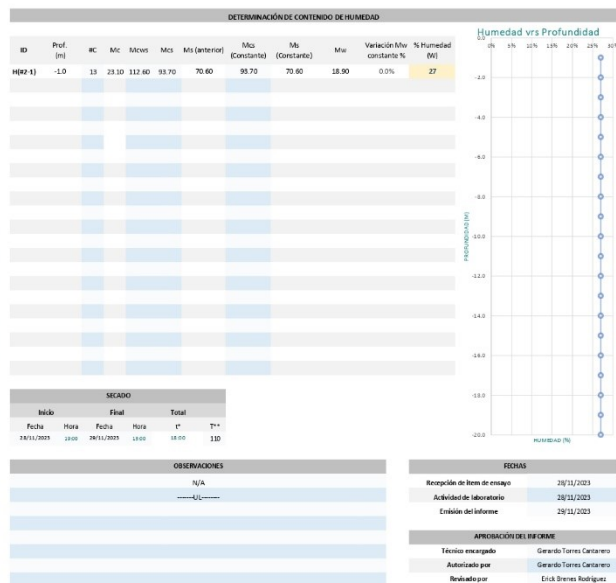 DETERMINACIÓN DE CONTENIDO DE HUMEDAD
ID Prof. (m) #C Mc Mcws Mcs Ms (anterior) Mcs (Constante) Ms (Constante) Mw Variación Mw constante % % Humedad (W)
H(#2-1) -1.0 13 23.10 112.60 93.70 70.60 93.70 70.60 18.90 0.0% 27
Humedad vrs Profundidad
0% 5% 10% 15% 20% 25% 30%
0.0
-2.0
-4.0
-6.0
-8.0
-10.0
-12.0
-14.0
-16.0
-18.0
-20.0
PROFUNDIDAD (M)
HUMEDAD (%)
SECADO
Inicio Final Total
Fecha Hora Fecha Hora t* T**
28/11/2023 29/11/2023 110
OBSERVACIONES
N/A
-------UL-------
FECHAS
Recepción de ítem de ensayo 28/11/2023
Actividad de laboratorio 28/11/2023
Emisión del informe 29/11/2023
APROBACIÓN DEL INFORME
Técnico encargado Gerardo Torres Cantarero
Autorizado por Gerardo Torres Cantarero
Revisado por Erick Brenes Rodríguez